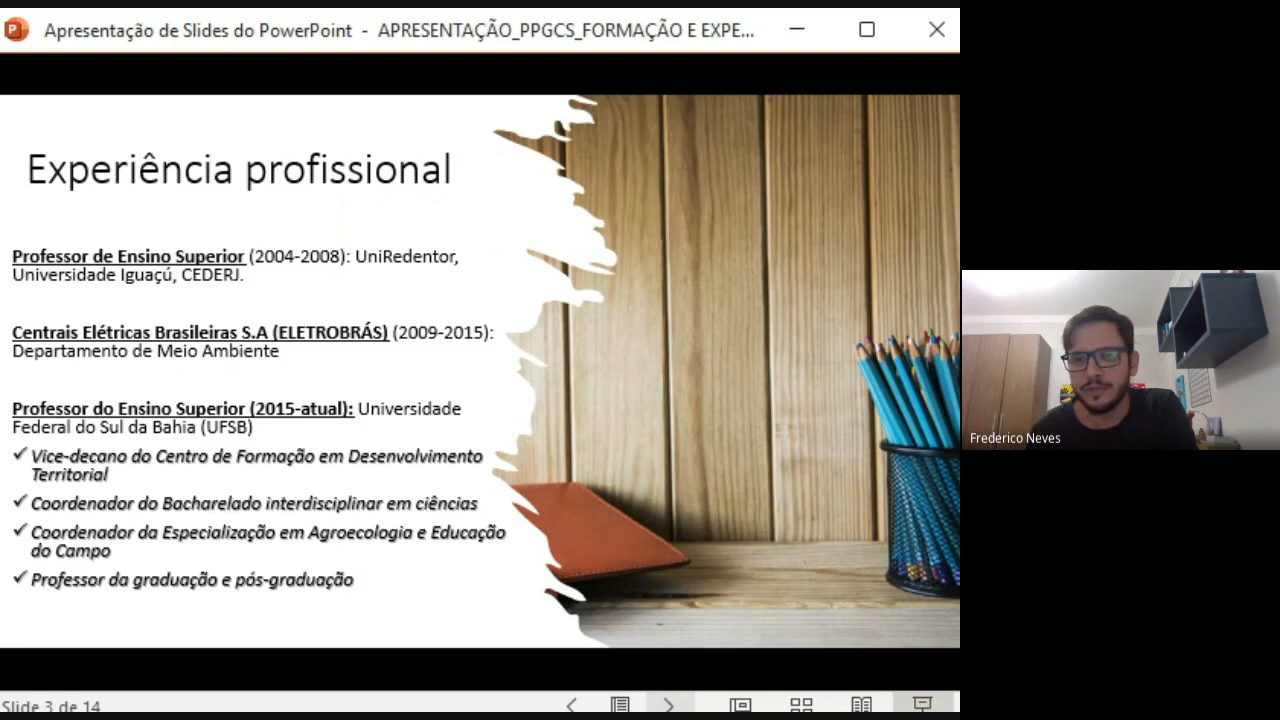 Apresentação de Slides do PowerPoint - APRESENTAÇÃO_PPGCS_FORMAÇÃO E EXPE...
Experiência profissional
Professor de Ensino Superior (2004-2008): UniRedentor,
Universidade Iguaçú, CEDERJ.
Centrais Elétricas Brasileiras S.A (ELETROBRÁS) (2009-2015):
Departamento de Meio Ambiente
Professor do Ensino Superior (2015-atual): Universidade
Federal do Sul da Bahia (UFSB)
✓ Vice-decano do Centro de Formação em Desenvolvimento
Territorial
✓ Coordenador do Bacharelado interdisciplinar em ciências
✓ Coordenador da Especialização em Agroecologia e Educação
do Campo
✓ Professor da graduação e pós-graduação
Slide 3 de 14
Frederico Neves